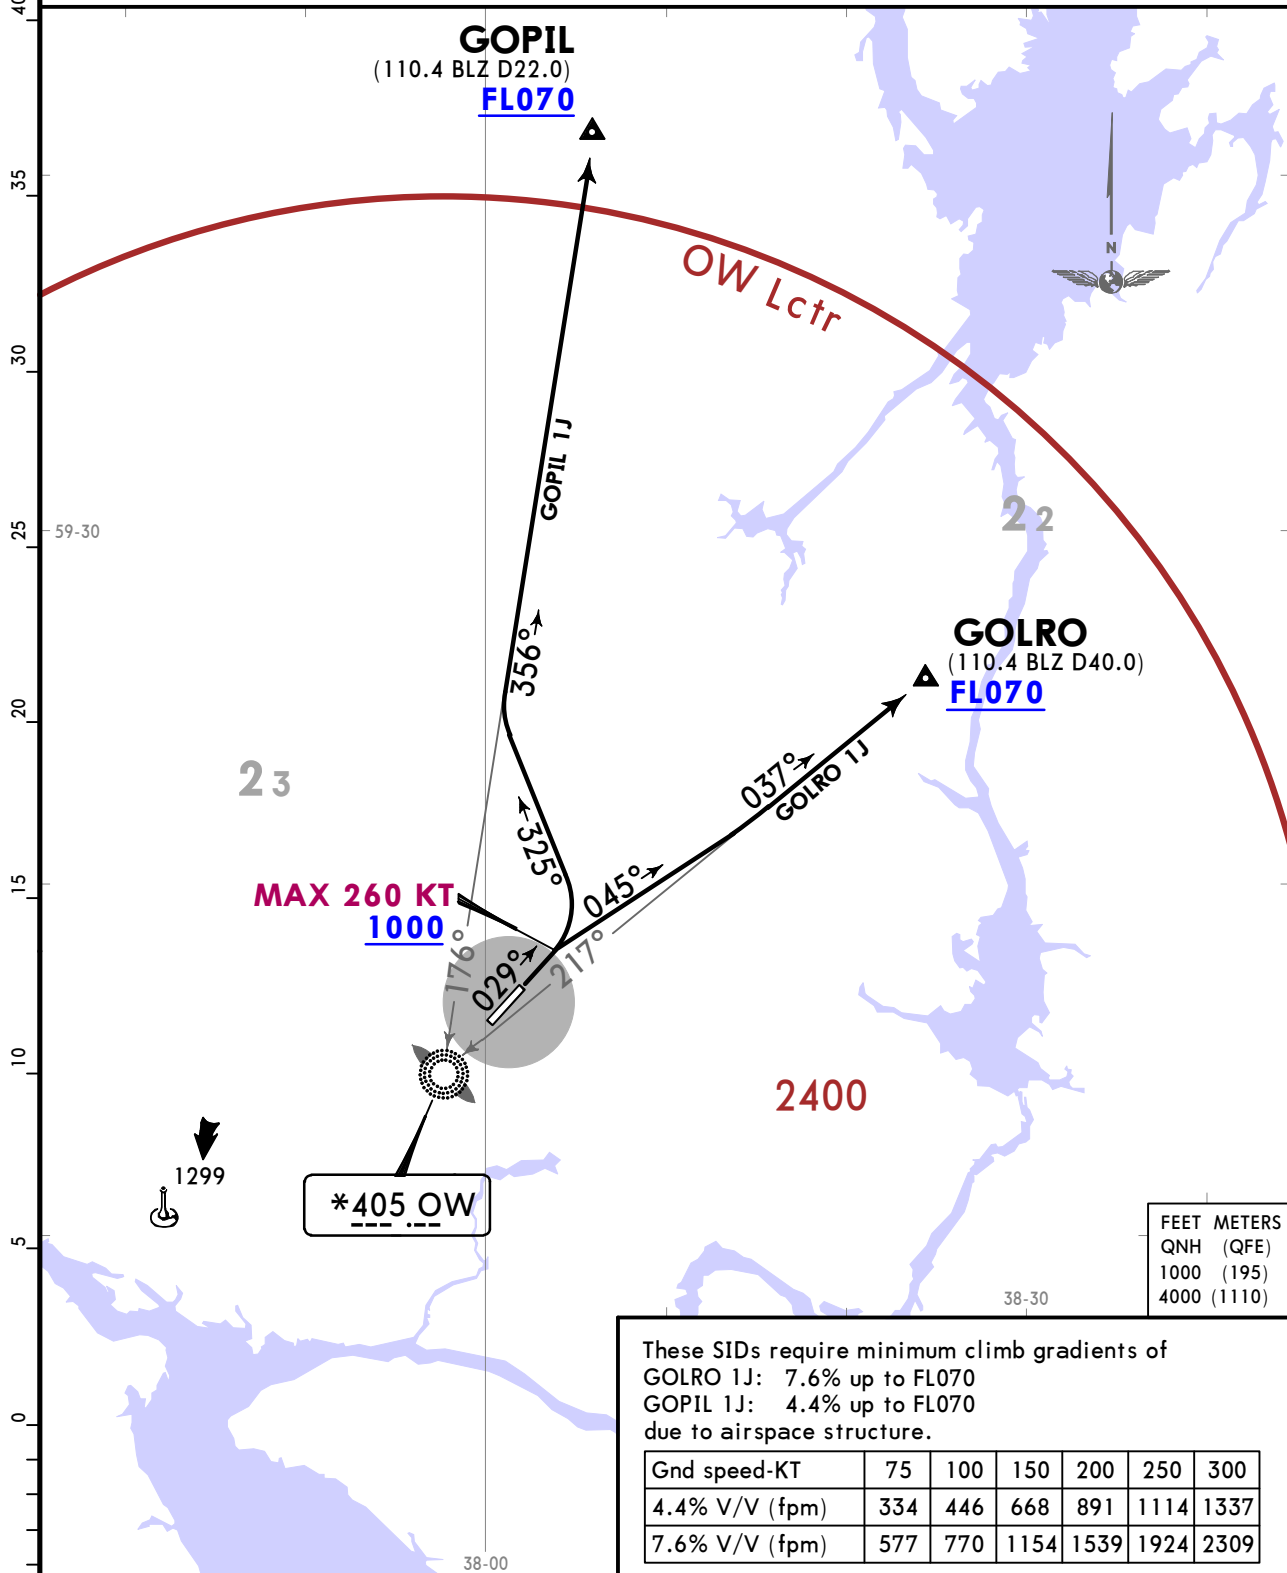 40
GOPIL
(110.4 BLZ D22.0)
FL070
35
N
OW Lctr
30
GOPIL 1J
25
59-30
22
GOLRO
(110.4 BLZ D40.0)
FL070
356°
20
037°
GOLRO 1J
23
325°
15
MAX 260 KT
1000
045°
176°
029°
217°
10
2400
1299
*405 OW
5
FEET METERS
QNH (QFE)
1000 (195)
4000 (1110)
38-30
0
These SIDs require minimum climb gradients of
GOLRO 1J: 7.6% up to FL070
GOPIL 1J: 4.4% up to FL070
due to airspace structure.
Gnd speed-KT 75 100 150 200 250 300
4.4% V/V (fpm) 334 446 668 891 1114 1337
7.6% V/V (fpm) 577 770 1154 1539 1924 2309
38-00